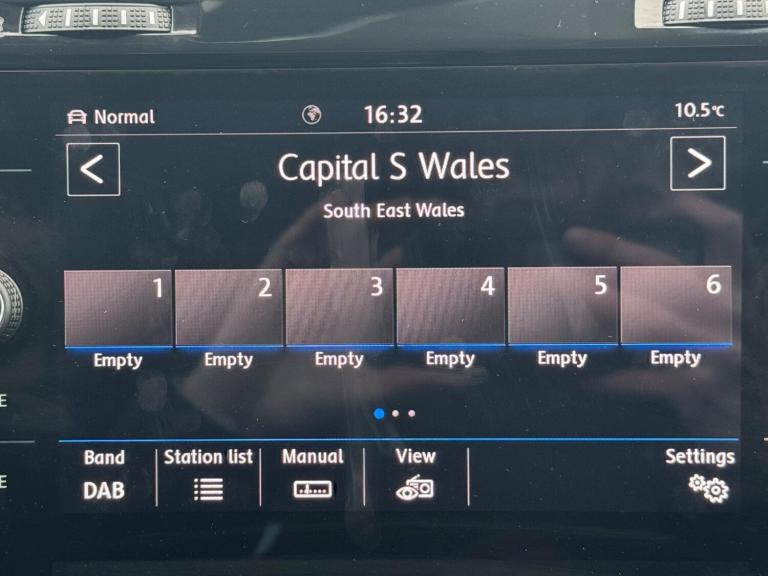 Normal 16:32 10.5°C
< Capital S Wales >
South East Wales
1 2 3 4 5 6
Empty Empty Empty Empty Empty Empty
Band Station list Manual View Settings
DAB
E
E